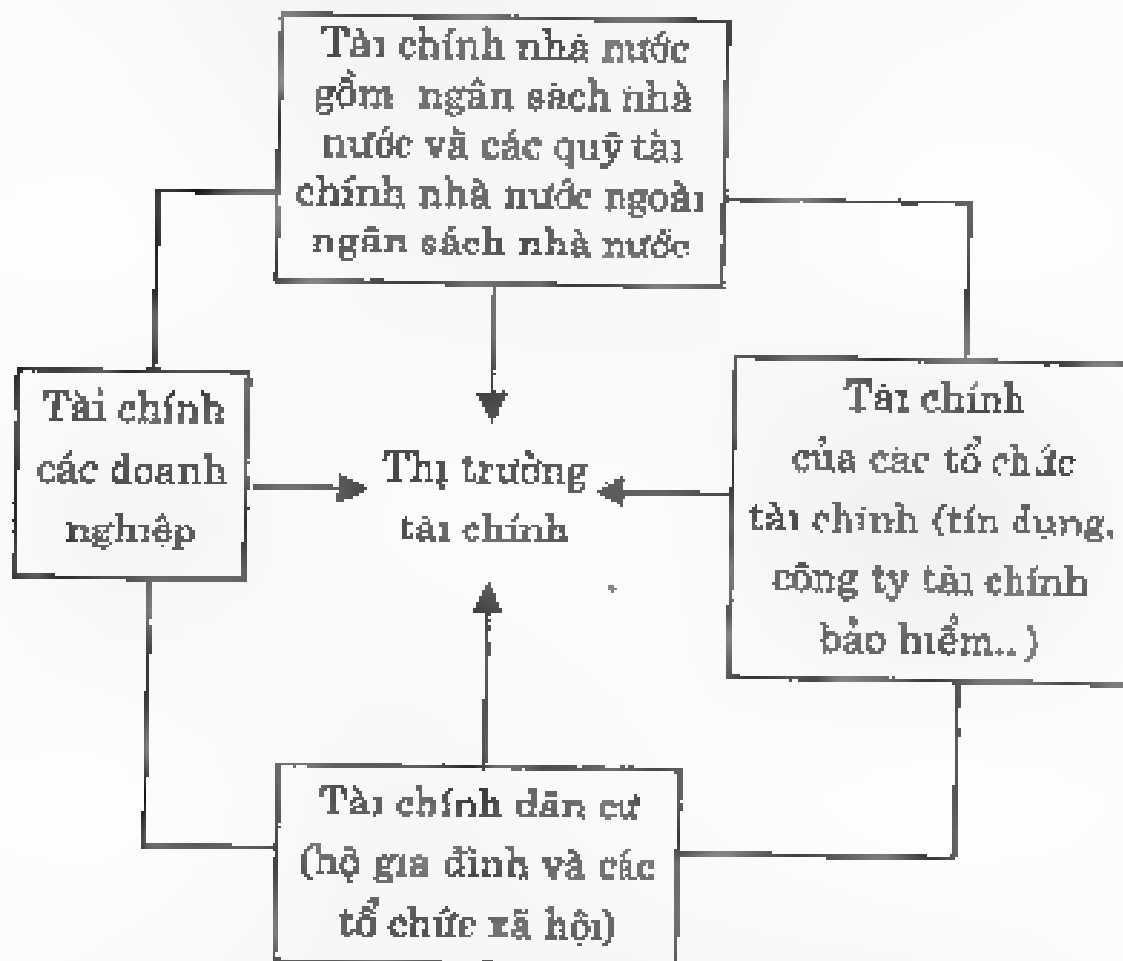 Tài chính nhà nước
gồm ngân sách nhà
nước và các quỹ tài
chính nhà nước ngoài
ngân sách nhà nước
Tài chính
các doanh
nghiệp
Thị trường
tài chính
Tài chính
của các tổ chức
tài chính (tín dụng,
công ty tài chính
bảo hiểm..)
Tài chính dân cư
(hộ gia đình và các
tổ chức xã hội)